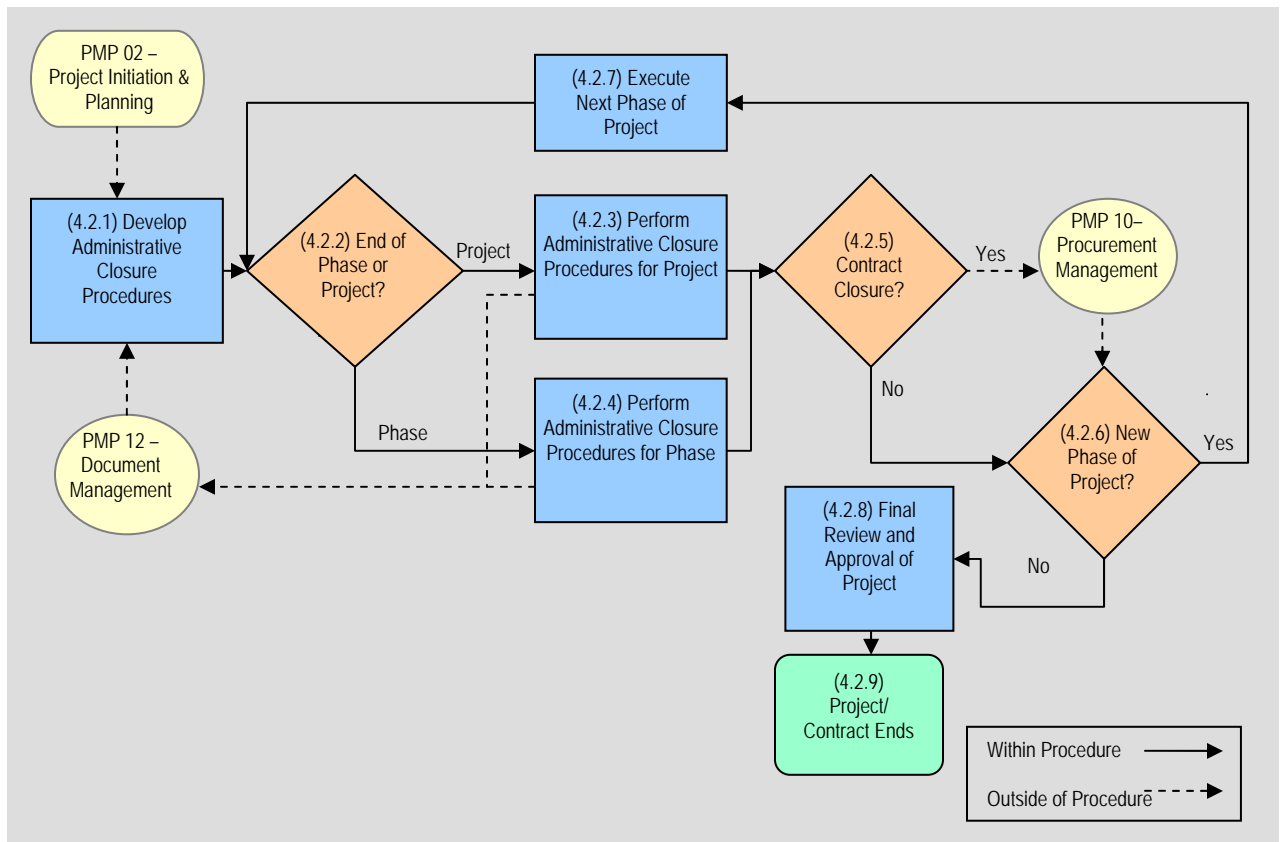 PMP 02 –
Project Initiation &
Planning
(4.2.7) Execute
Next Phase of
Project
(4.2.1) Develop
Administrative
Closure
Procedures
(4.2.2) End of
Phase or
Project?
Project
(4.2.3) Perform
Administrative Closure
Procedures for Project
(4.2.5)
Contract
Closure?
Yes
PMP 10–
Procurement
Management
Phase
(4.2.4) Perform
Administrative Closure
Procedures for Phase
No
(4.2.6) New
Phase of
Project?
Yes
PMP 12 –
Document
Management
(4.2.8) Final
Review and
Approval of
Project
No
(4.2.9)
Project/
Contract Ends
Within Procedure
Outside of Procedure